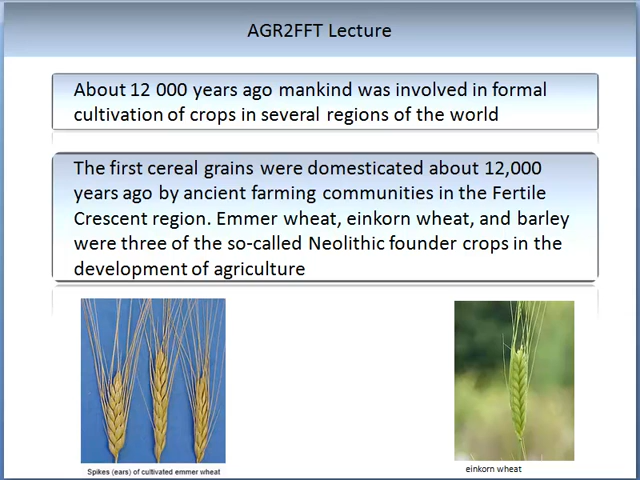 AGR2FFT Lecture
About 12 000 years ago mankind was involved in formal
cultivation of crops in several regions of the world
The first cereal grains were domesticated about 12,000
years ago by ancient farming communities in the Fertile
Crescent region. Emmer wheat, einkorn wheat, and barley
were three of the so-called Neolithic founder crops in the
development of agriculture
Spikes (ears) of cultivated emmer wheat
einkorn wheat